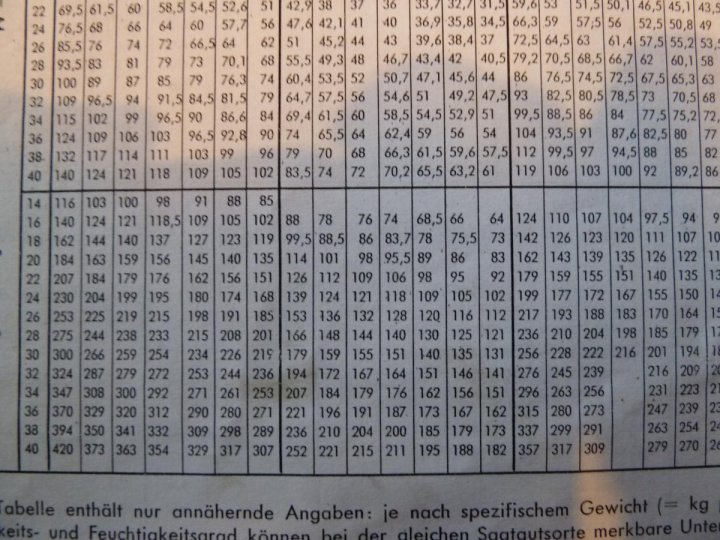 22 69,5 61,5 60 58,5 54,5 52,6 51 42,9 38 37 36 33,7 32,7 31,5 59,6 53 51,5 50,1 46,5 45,1 43,5
24 76,5 68 66 64 60 57,7 56 47,6 42,1 41 40 36,9 35,8 34,5 66,3 59 57,5 56 52,5 50,8 49
26 85,5 76 74 72 66,5 64 62 51 45,2 44 43 39,6 38,4 37 72,5 64,5 63 61,4 57,5 55,2 53,5
28 93,5 83 81 79 73 70,1 68 55,5 49,3 48 46,7 43,4 42 40,5 79,2 70,5 68,5 66,7 62 60,1 58
30 100 89 87 85 79 76,3 74 60,4 53,5 52 50,7 47,1 45,6 44 86 76,5 74,5 72,5 67,5 65,3 63
32 109 96,5 94 91,5 84,5 81,5 79 64,7 57,5 56 54,6 51 49,2 47,5 93 82,5 80,5 78,5 73 70,5 68
34 115 102 99 96,5 90 86,6 84 69,4 61,5 60 58,5 54,5 52,9 51 99,5 88,5 86 84 77,5 75,2 72,
36 124 109 106 103 96,5 92,8 90 74 65,5 64 62,4 59 56 54 104 93,5 91 87,6 82,5 80 77
38 132 117 114 111 103 99 96 79 70 68 66,3 61,5 59,6 57,5 112 99,5 97 94,5 88 85 82
40 140 124 121 118 109 105 102 83,5 74 72 70,2 65,5 63,2 61 119 106 103 100 92 89,2 86
14 116 103 100 98 91 88 85
16 140 124 121 118,5 109 105 102 88 78 76 74 68,5 66 64 124 110 107 104 97,5 94 9
18 162 144 140 137 127 123 119 99,5 88,5 86 83,7 78 75,5 73 142 126 123 120 111 107 10
20 184 163 159 156 145 140 135 114 101 98 95,5 89 86 83 162 143 139 135 126 122 11
22 207 184 179 176 162 156 151 126 112 109 106 98 95 92 179 159 155 151 140 135 13
24 230 204 199 195 180 174 168 139 124 121 118 109 105 102 199 177 172 167 155 150 14
26 253 225 219 215 198 191 185 153 136 132 128 120 116 112 217 193 188 183 170 164 15
28 275 244 238 233 215 208 201 166 148 144 140 130 125 121 236 210 204 198 185 179 17
30 300 266 259 254 234 226 219 179 159 155 151 140 135 131 256 228 222 216 201 194 18
32 324 287 279 272 253 244 236 194 172 167 164 151 146 141 276 245 239 216 209 20
34 347 308 300 292 271 261 253 207 184 179 176 162 156 151 296 263 256 231 223 21
36 370 329 320 312 290 280 271 221 196 191 187 173 167 162 315 280 273 247 239 23
38 394 350 341 332 309 298 289 236 210 204 200 185 179 173 337 299 291 263 254 24
40 420 373 363 354 329 317 307 252 221 215 211 195 188 182 357 317 309 279 270 26
Tabelle enthält nur annähernde Angaben: je nach spezifischem Gewicht (= kg
keits- und Feuchtigkeitsgrad können bei der gleichen Saatgutsorte merkbare Unter